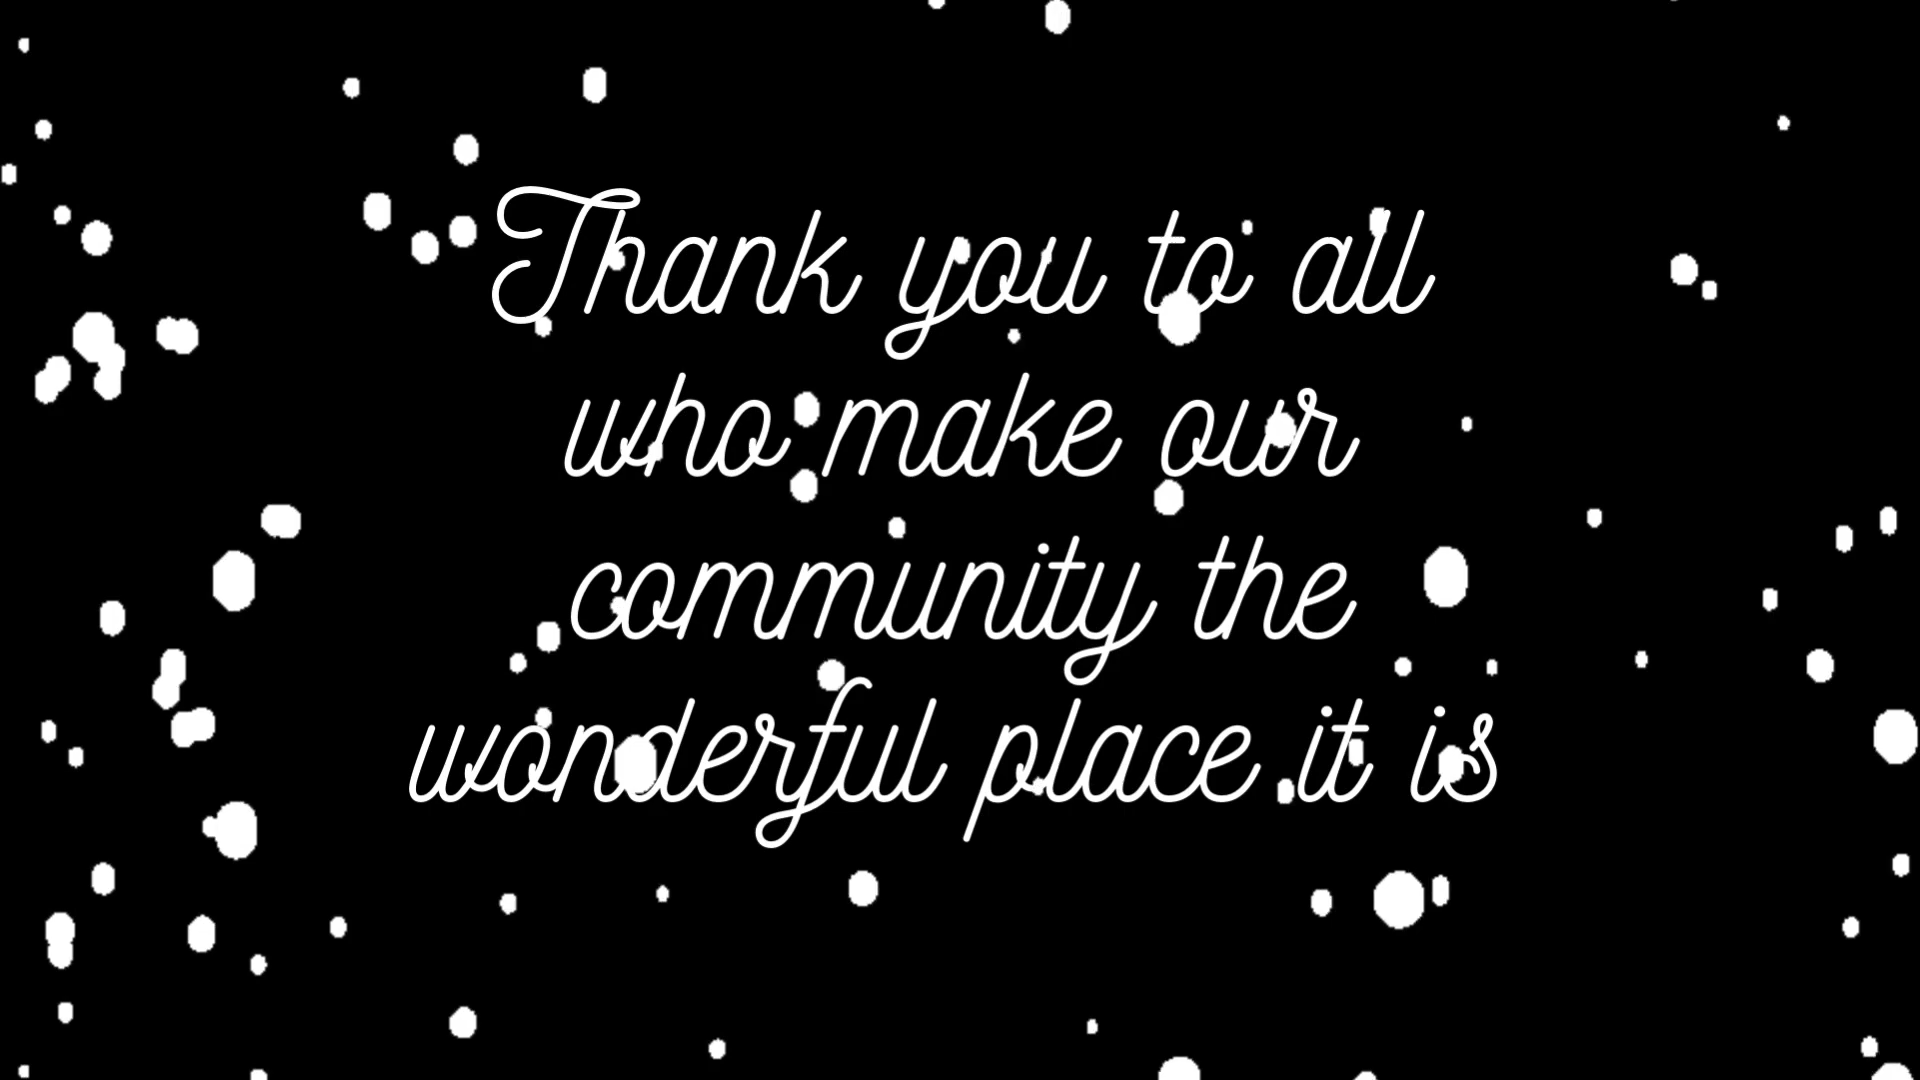 Thank you to all
who make our
community the
wonderful place it is